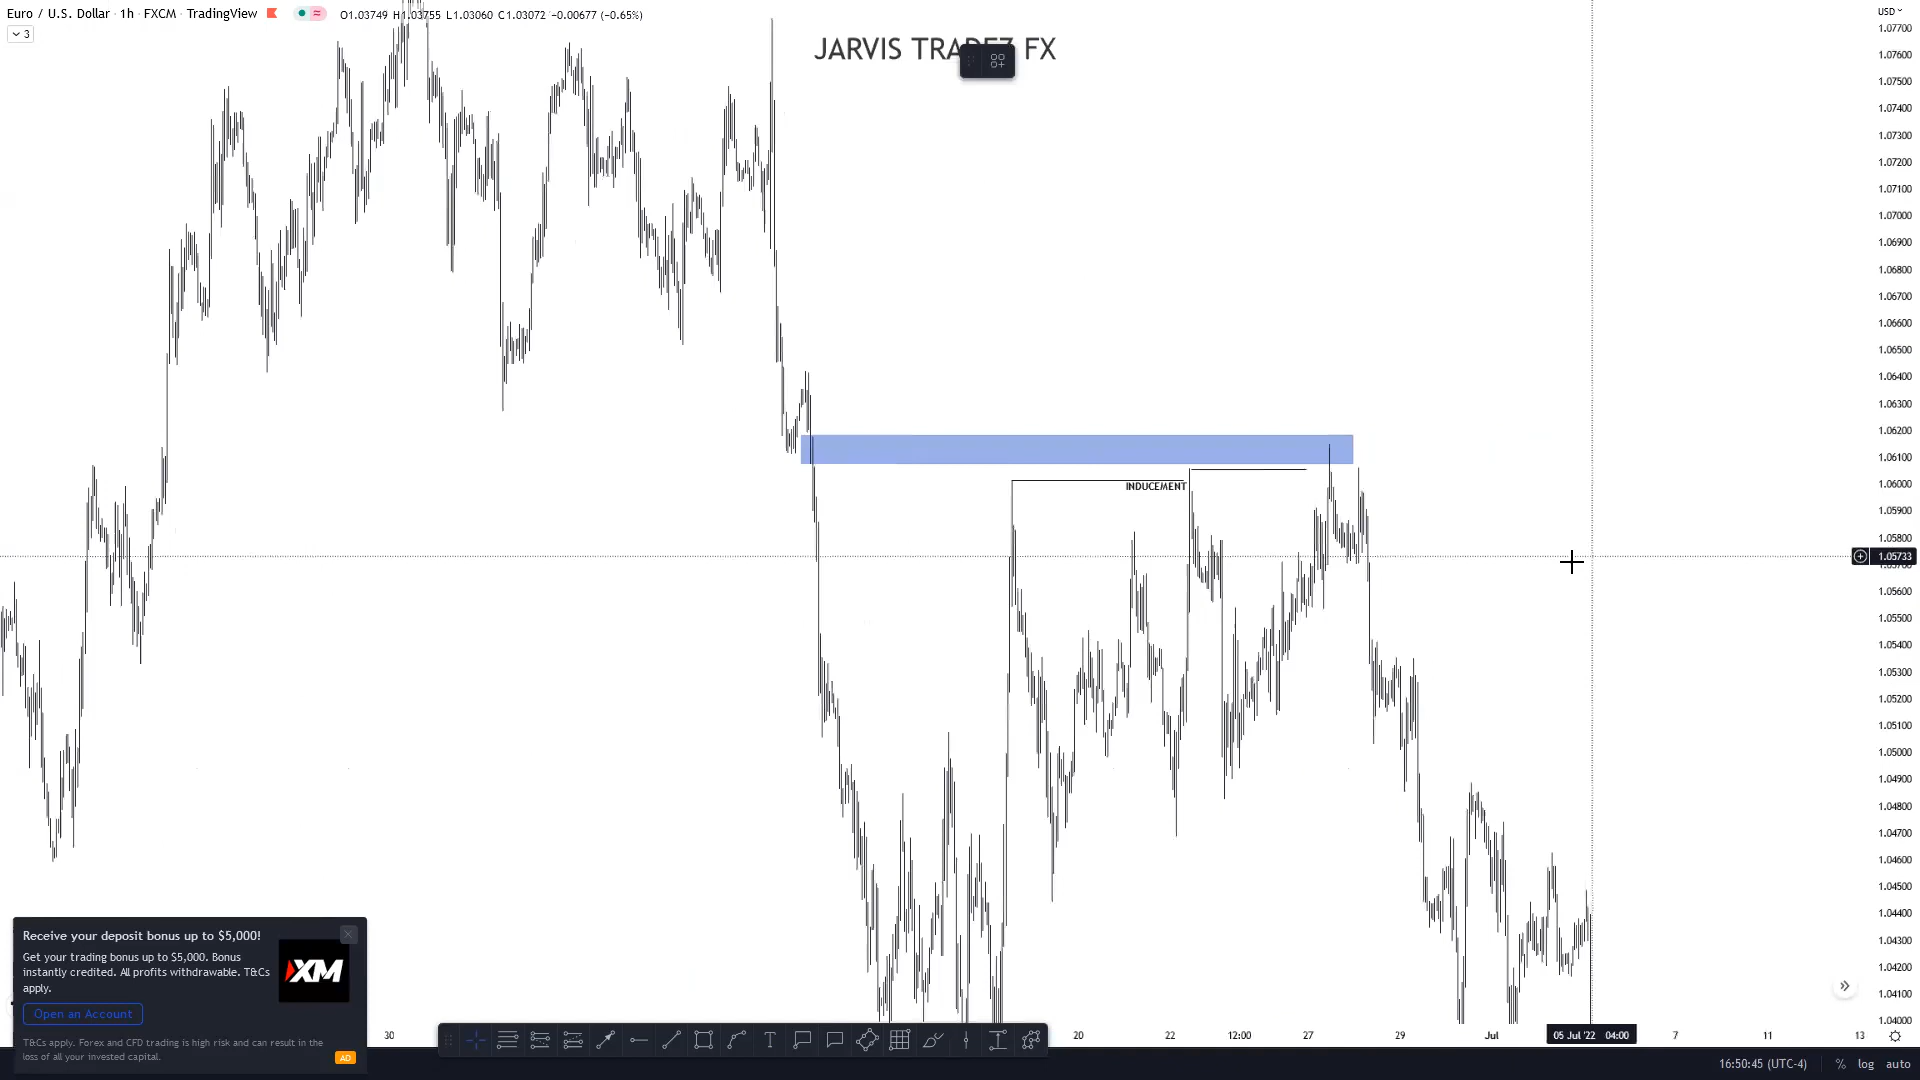 Euro / U.S. Dollar · 1h · FXCM · TradingView
O1.03749 H1.03755 L1.03060 C1.03072 −0.00677 (−0.65%)
3
USD
JARVIS TRADEZ FX
1.07700
1.07600
1.07500
1.07400
1.07300
1.07200
1.07100
1.07000
1.06900
1.06800
1.06700
1.06600
1.06500
1.06400
1.06300
1.06200
1.06100
1.06000
1.05900
1.05800
1.05733
1.05600
1.05500
1.05400
1.05300
1.05200
1.05100
1.05000
1.04900
1.04800
1.04700
1.04600
1.04500
1.04400
1.04300
1.04200
1.04100
1.04000
INDUCEMENT
Receive your deposit bonus up to $5,000!
Get your trading bonus up to $5,000. Bonus
instantly credited. All profits withdrawable. T&Cs
apply.
XM
Open an Account
T&Cs apply. Forex and CFD trading is high risk and can result in the
loss of all your invested capital.
AD
30
20
12:00
27
29
Jul
05 Jul '22 04:00
7
11
13
16:50:45 (UTC-4)
%
log
auto